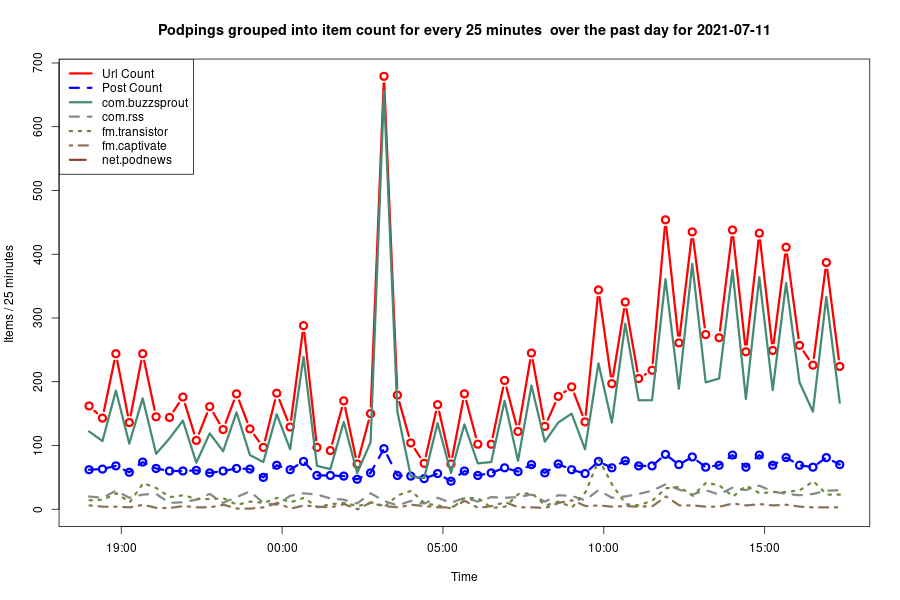 Podpings grouped into item count for every 25 minutes  over the past day for 2021-07-11
Url Count
Post Count
com.buzzsprout
com.rss
fm.transistor
fm.captivate
net.podnews
Items / 25 minutes
700
600
500
400
300
200
100
0
19:00
00:00
05:00
10:00
15:00
Time